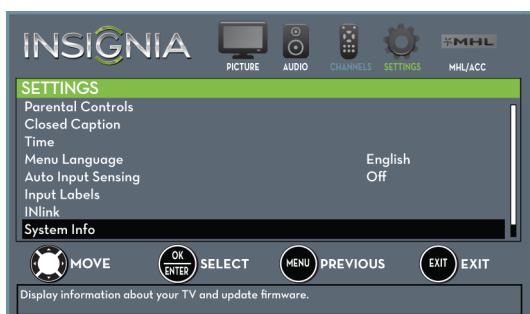 INSIGNIA
PICTURE AUDIO CHANNELS SETTINGS MHL MHL/ACC
SETTINGS
Parental Controls
Closed Caption
Time
Menu Language English
Auto Input Sensing Off
Input Labels
INlink
System Info
MOVE OK ENTER SELECT MENU PREVIOUS EXIT EXIT
Display information about your TV and update firmware.